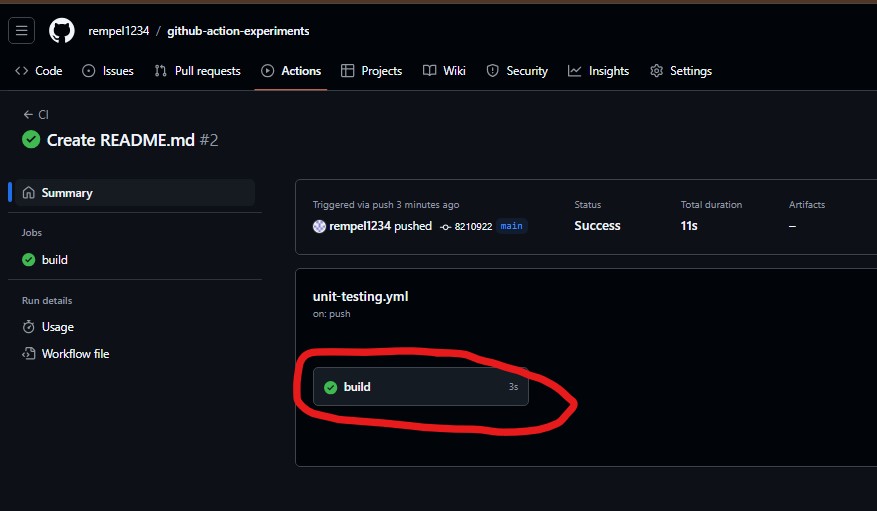 rempel1234 / github-action-experiments
Code Issues Pull requests Actions Projects Wiki Security Insights Settings
CI
Create README.md #2
Summary
Jobs
build
Run details
Usage
Workflow file
Triggered via push 3 minutes ago
rempel1234 pushed 8210922 main
Status
Success
Total duration
11s
Artifacts
–
unit-testing.yml
on: push
build 3s